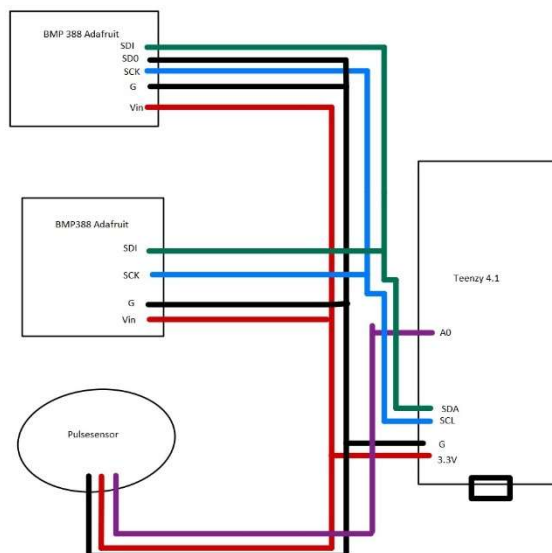 BMP 388 Adafruit
SDI
SD0
SCK
G
Vin
BMP388 Adafruit
SDI
SCK
G
Vin
Teenzy 4.1
A0
SDA
SCL
G
3.3V
Pulsesensor